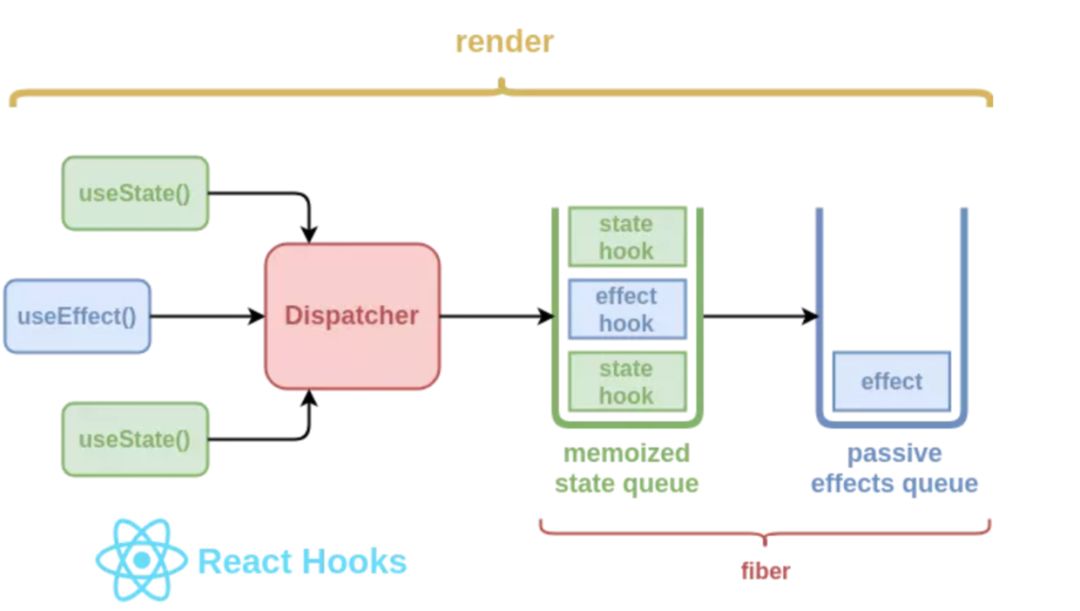 render
useState()
useEffect()
useState()
Dispatcher
state
hook
effect
hook
state
hook
memoized
state queue
effect
passive
effects queue
fiber
React Hooks